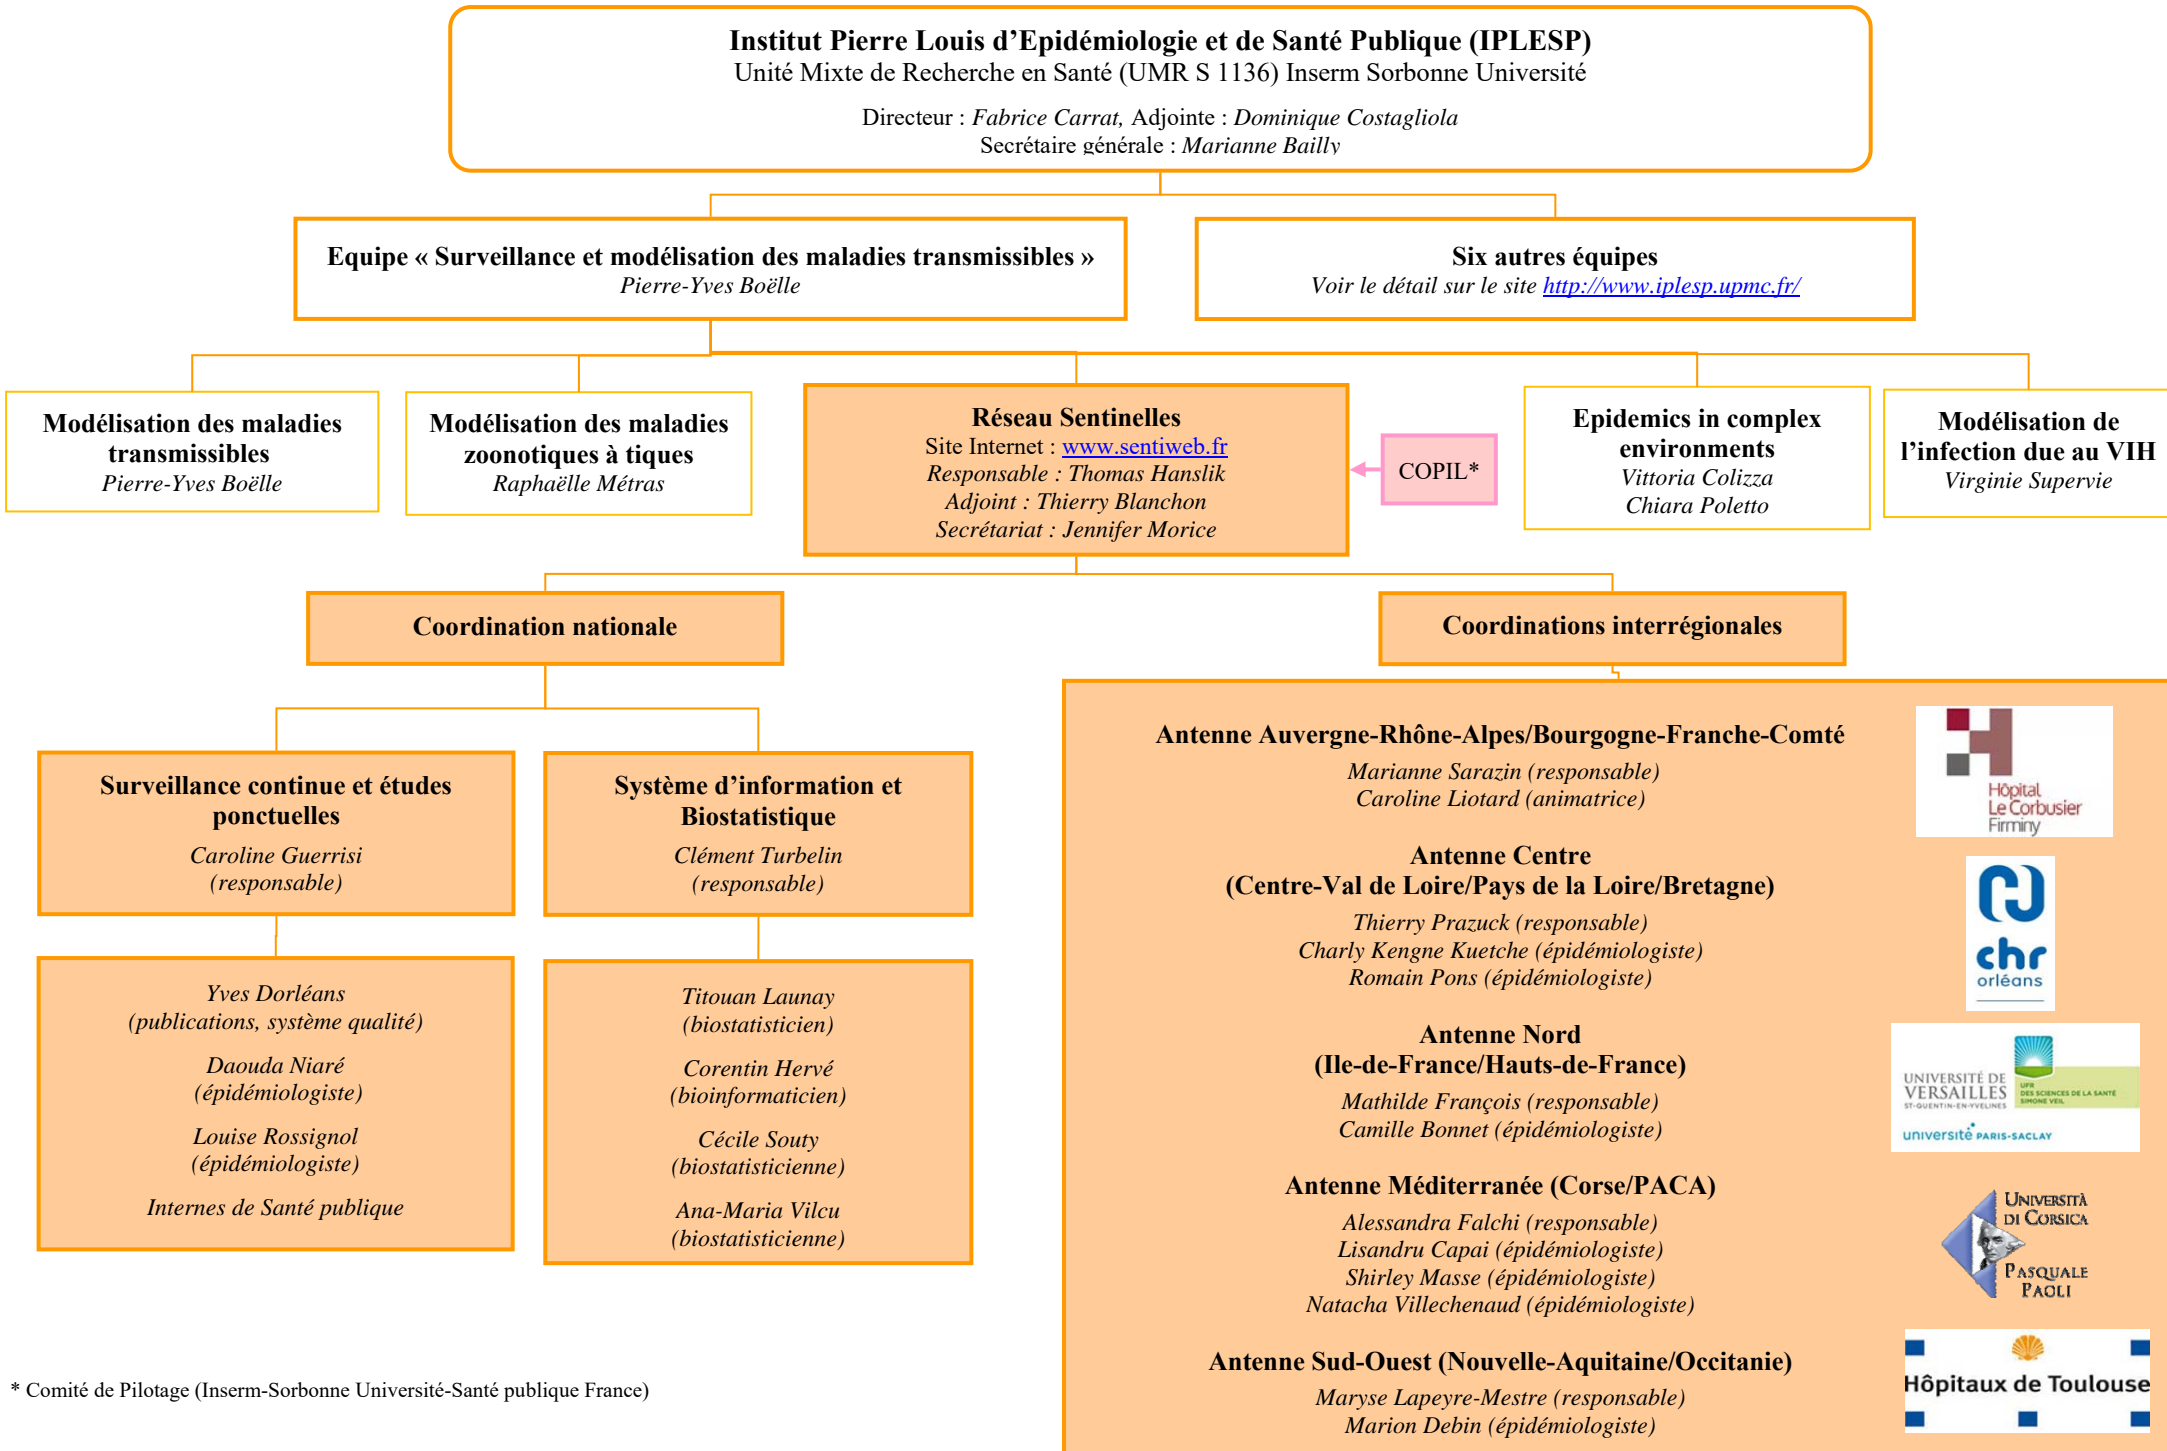 Institut Pierre Louis d’Epidémiologie et de Santé Publique (IPLESP)
Unité Mixte de Recherche en Santé (UMR S 1136) Inserm Sorbonne Université
Directeur : Fabrice Carrat, Adjointe : Dominique Costagliola
Secrétaire générale : Marianne Bailly
Equipe « Surveillance et modélisation des maladies transmissibles »
Pierre-Yves Boëlle
Six autres équipes
Voir le détail sur le site http://www.iplesp.upmc.fr/
Modélisation des maladies
transmissibles
Pierre-Yves Boëlle
Modélisation des maladies
zoonotiques à tiques
Raphaëlle Métras
Réseau Sentinelles
Site Internet : www.sentiweb.fr
Responsable : Thomas Hanslik
Adjoint : Thierry Blanchon
Secrétariat : Jennifer Morice
COPIL*
Epidemics in complex
environments
Vittoria Colizza
Chiara Poletto
Modélisation de
l’infection due au VIH
Virginie Supervie
Coordination nationale
Coordinations interrégionales
Surveillance continue et études
ponctuelles
Caroline Guerrisi
(responsable)
Système d’information et
Biostatistique
Clément Turbelin
(responsable)
Yves Dorléans
(publications, système qualité)
Daouda Niaré
(épidémiologiste)
Louise Rossignol
(épidémiologiste)
Internes de Santé publique
Titouan Launay
(biostatisticien)
Corentin Hervé
(bioinformaticien)
Cécile Souty
(biostatisticienne)
Ana-Maria Vilcu
(biostatisticienne)
Antenne Auvergne-Rhône-Alpes/Bourgogne-Franche-Comté
Marianne Sarazin (responsable)
Caroline Liotard (animatrice)
Hôpital
Le Corbusier
Firminy
Antenne Centre
(Centre-Val de Loire/Pays de la Loire/Bretagne)
Thierry Prazuck (responsable)
Charly Kengne Kuetche (épidémiologiste)
Romain Pons (épidémiologiste)
chr
orléans
Antenne Nord
(Ile-de-France/Hauts-de-France)
Mathilde François (responsable)
Camille Bonnet (épidémiologiste)
UNIVERSITÉ DE
VERSAILLES
ST-QUENTIN-EN-YVELINES
UFR
DES SCIENCES DE LA SANTÉ
SIMONE VEIL
université PARIS-SACLAY
Antenne Méditerranée (Corse/PACA)
Alessandra Falchi (responsable)
Lisandru Capai (épidémiologiste)
Shirley Masse (épidémiologiste)
Natacha Villechenaud (épidémiologiste)
UNIVERSITÀ
DI CORSICA
PASQUALE
PAOLI
Antenne Sud-Ouest (Nouvelle-Aquitaine/Occitanie)
Maryse Lapeyre-Mestre (responsable)
Marion Debin (épidémiologiste)
Hôpitaux de Toulouse
* Comité de Pilotage (Inserm-Sorbonne Université-Santé publique France)